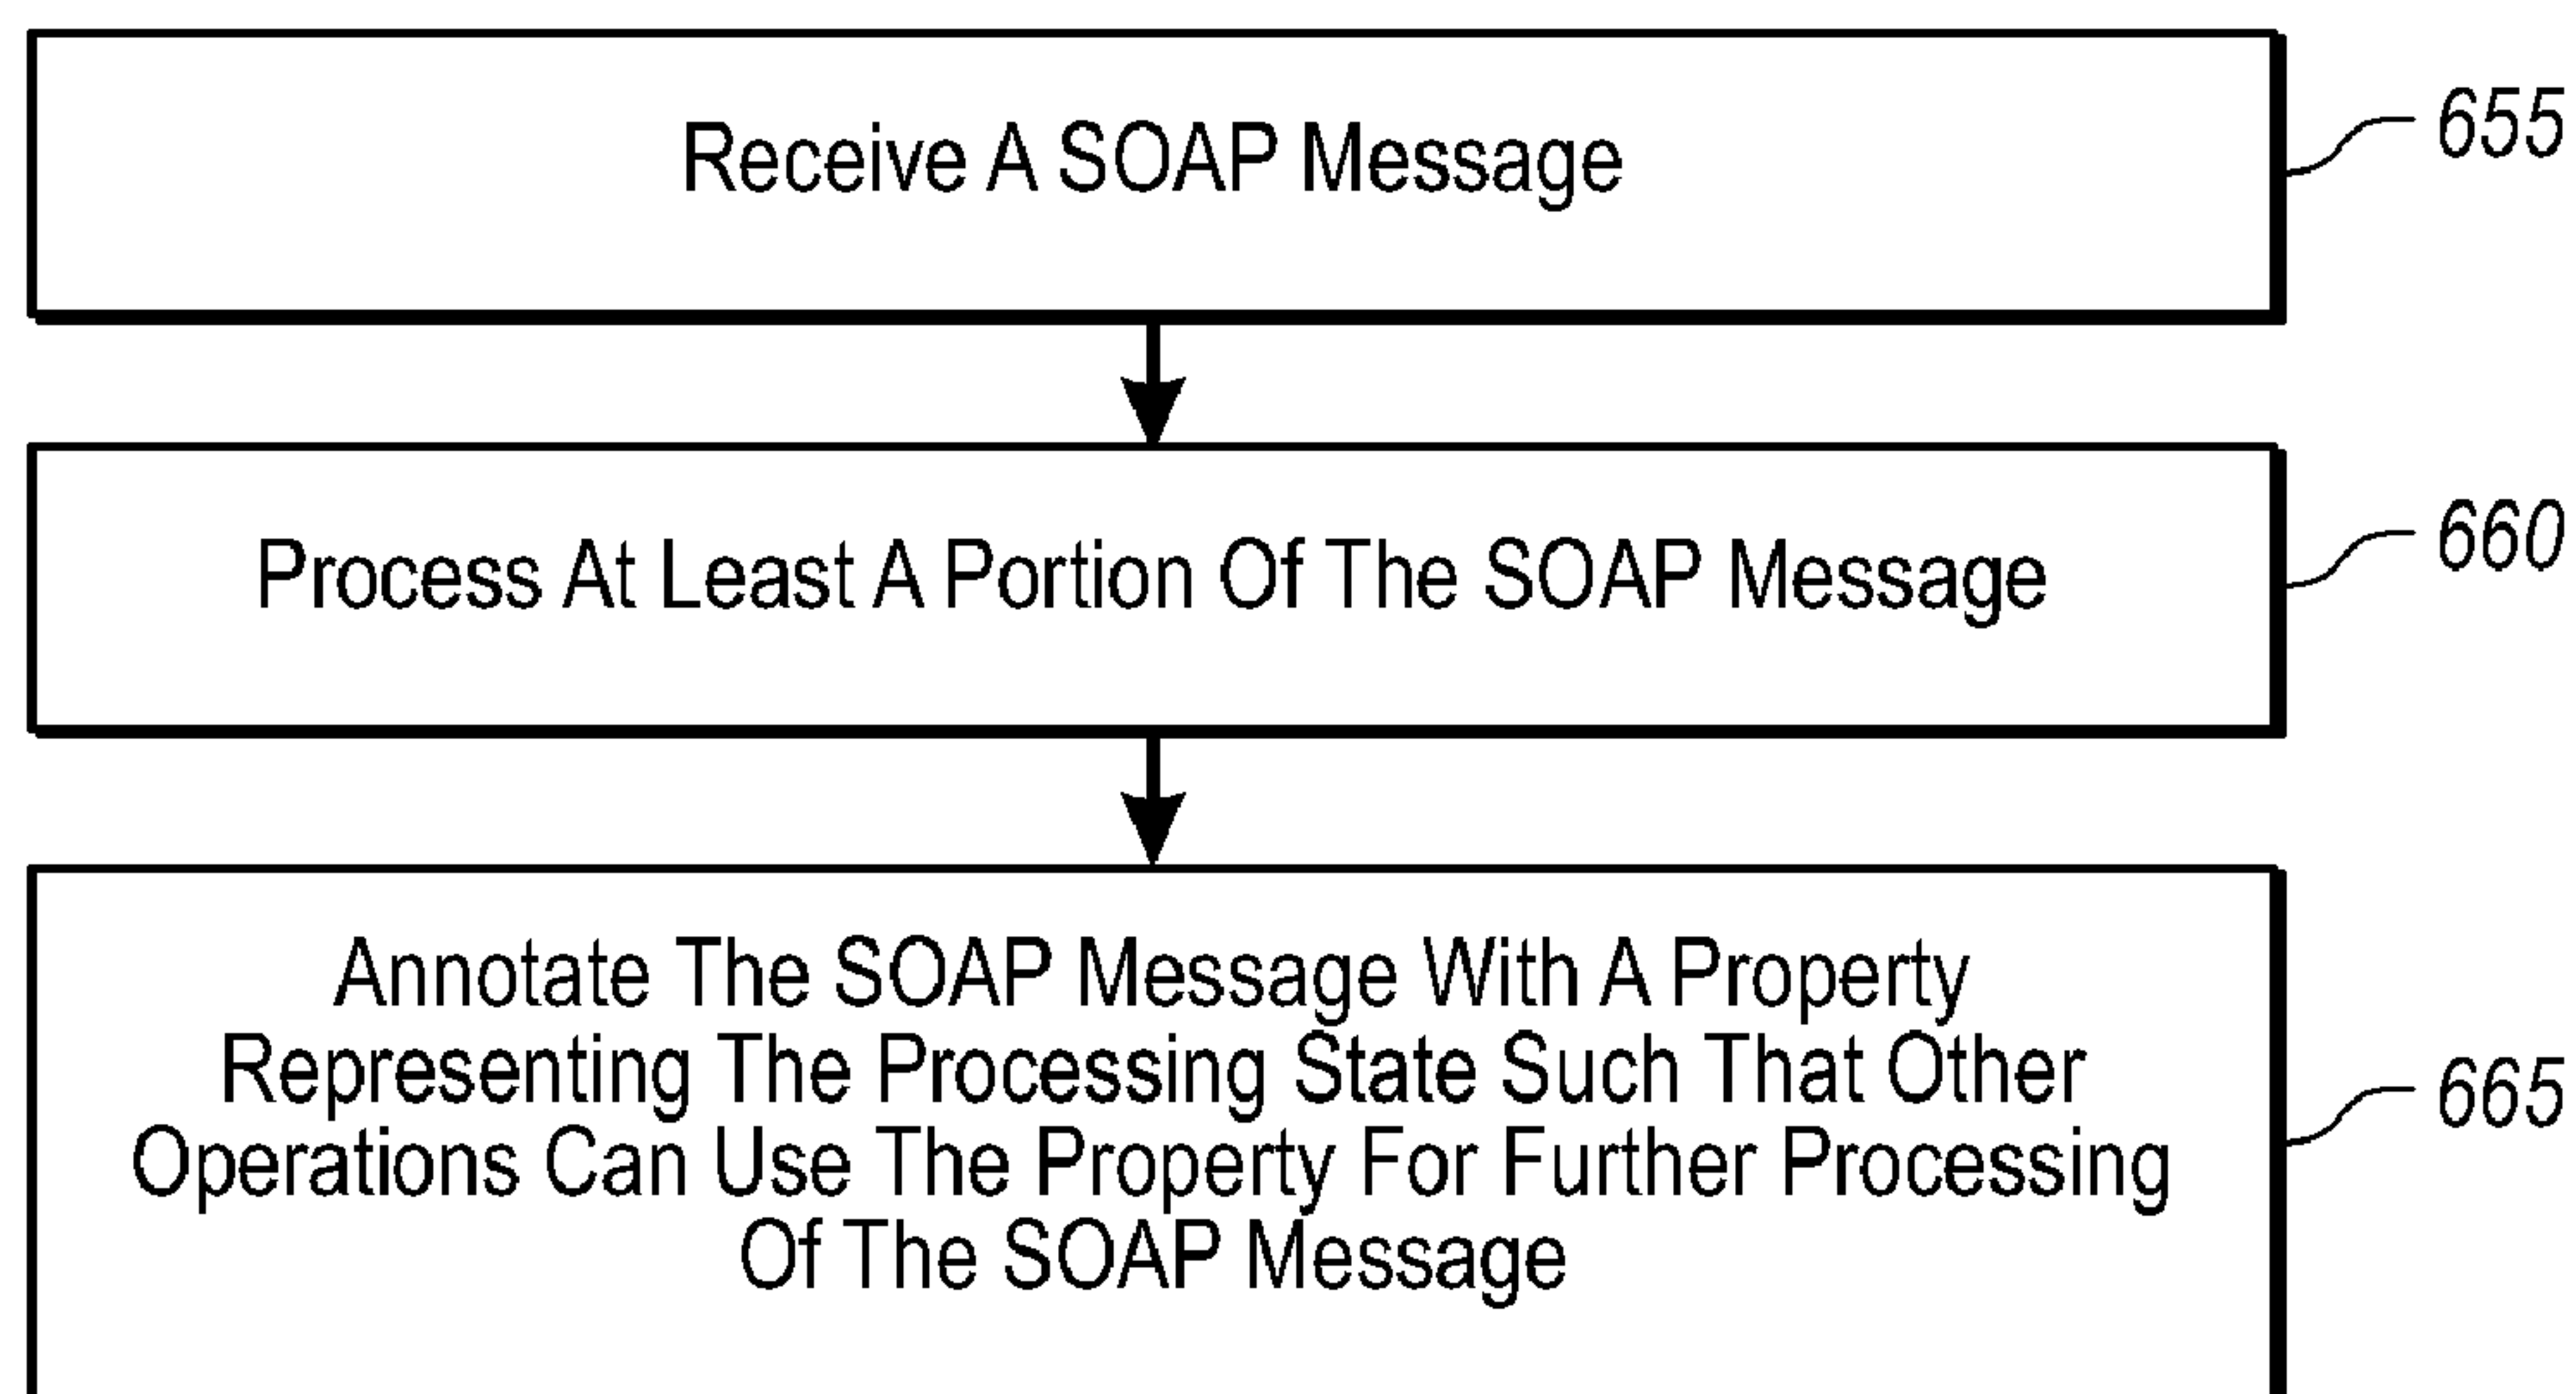 Receive A SOAP Message
655
Process At Least A Portion Of The SOAP Message
660
Annotate The SOAP Message With A Property
Representing The Processing State Such That Other
Operations Can Use The Property For Further Processing
Of The SOAP Message
665